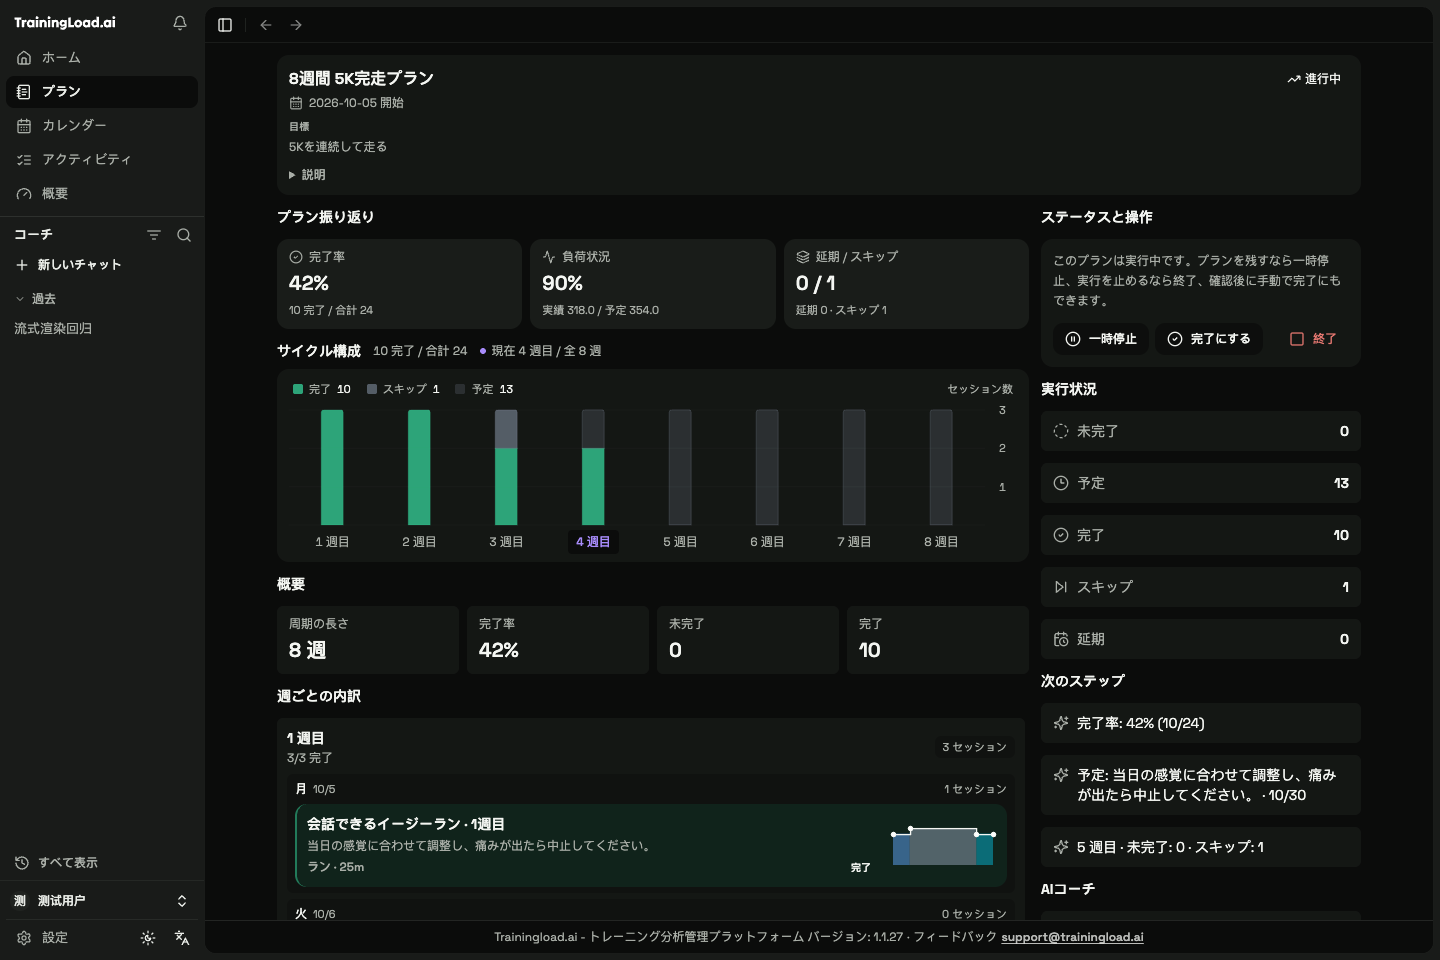 TrainingLoad.ai
ホーム
プラン
カレンダー
アクティビティ
概要
コーチ
新しいチャット
過去
流式渲染回归
すべて表示
测 测试用户
設定
8週間 5K完走プラン
進行中
2026-10-05 開始
目標
5Kを連続して走る
説明
プラン振り返り
完了率
42%
10 完了 / 合計 24
負荷状況
90%
実績 318.0 / 予定 354.0
延期 / スキップ
0 / 1
延期 0 · スキップ 1
サイクル構成 10 完了 / 合計 24 現在 4 週目 / 全 8 週
完了 10 スキップ 1 予定 13 セッション数
3
2
1
1 週目 2 週目 3 週目 4 週目 5 週目 6 週目 7 週目 8 週目
概要
周期の長さ
8 週
完了率
42%
未完了
0
完了
10
週ごとの内訳
1 週目
3/3 完了
3 セッション
月 10/5 1 セッション
会話できるイージーラン · 1週目
当日の感覚に合わせて調整し、痛みが出たら中止してください。
ラン · 25m
完了
火 10/6 0 セッション
ステータスと操作
このプランは実行中です。プランを残すなら一時停
止、実行を止めるなら終了、確認後に手動で完了にも
できます。
一時停止 完了にする 終了
実行状況
未完了 0
予定 13
完了 10
スキップ 1
延期 0
次のステップ
完了率: 42% (10/24)
予定: 当日の感覚に合わせて調整し、痛み
が出たら中止してください。 · 10/30
5 週目 · 未完了: 0 · スキップ: 1
AIコーチ
Trainingload.ai - トレーニング分析管理プラットフォーム バージョン: 1.1.27 · フィードバック support@trainingload.ai